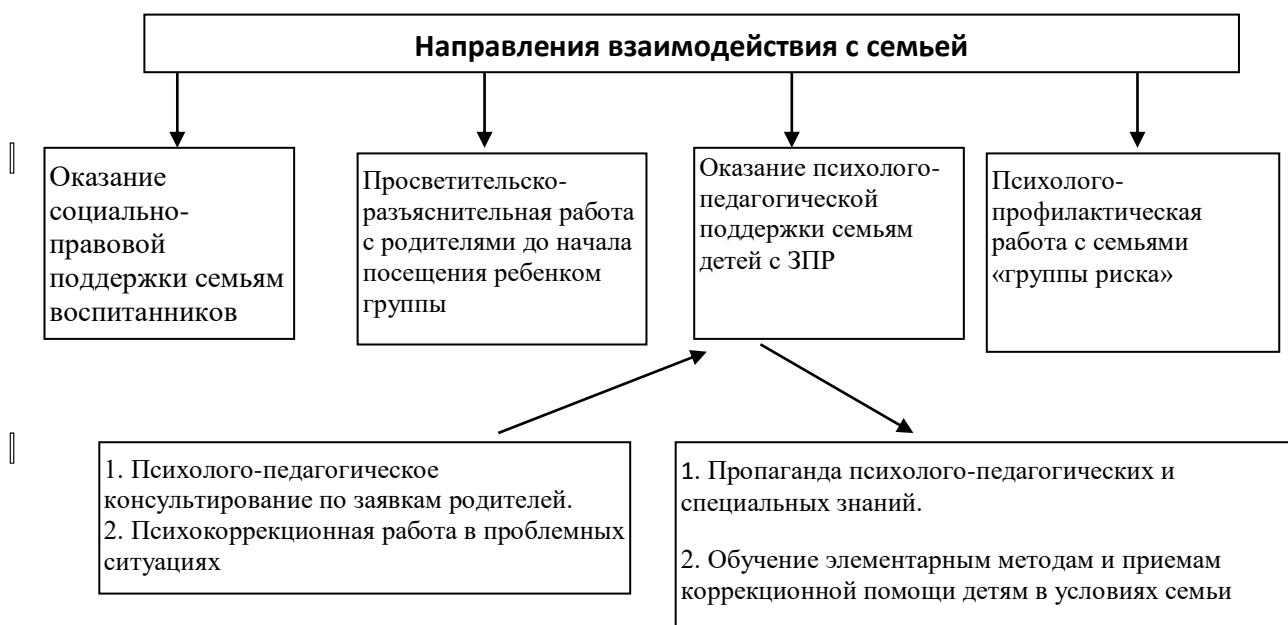 Направления взаимодействия с семьей
Оказание
социально-
правовой
поддержки семьям
воспитанников
Просветительско-
разъяснительная работа
с родителями до начала
посещения ребенком
группы
Оказание психолого-
педагогической
поддержки семьям
детей с ЗПР
Психолого-
профилактическая
работа с семьями
«группы риска»
1. Психолого-педагогическое
консультирование по заявкам родителей.
2. Психокоррекционная работа в проблемных
ситуациях
1. Пропаганда психолого-педагогических и
специальных знаний.
2. Обучение элементарным методам и приемам
коррекционной помощи детям в условиях семьи